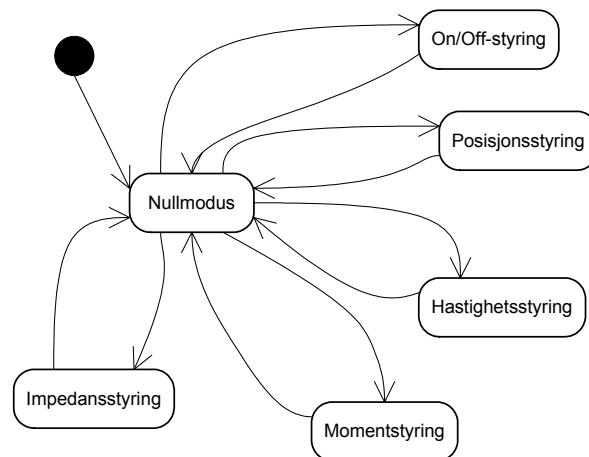 On/Off-styring
Posisjonsstyring
Nullmodus
Hastighetsstyring
Impedansstyring
Momentstyring